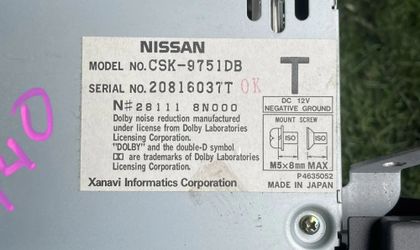 NISSAN
MODEL NO. CSK-9751DB
SERIAL NO. 20816037T OK
T
N# 28111 8N000
DC 12V
NEGATIVE GROUND
Dolby noise reduction manufactured
under license from Dolby Laboratories
Licensing Corporation.
"DOLBY" and the double-D symbol
are trademarks of Dolby Laboratories
Licensing Corporation.
MOUNT SCREW
ISO ISO
M5x8mm MAX
P4635052
Xanavi Informatics Corporation
MADE IN JAPAN
40